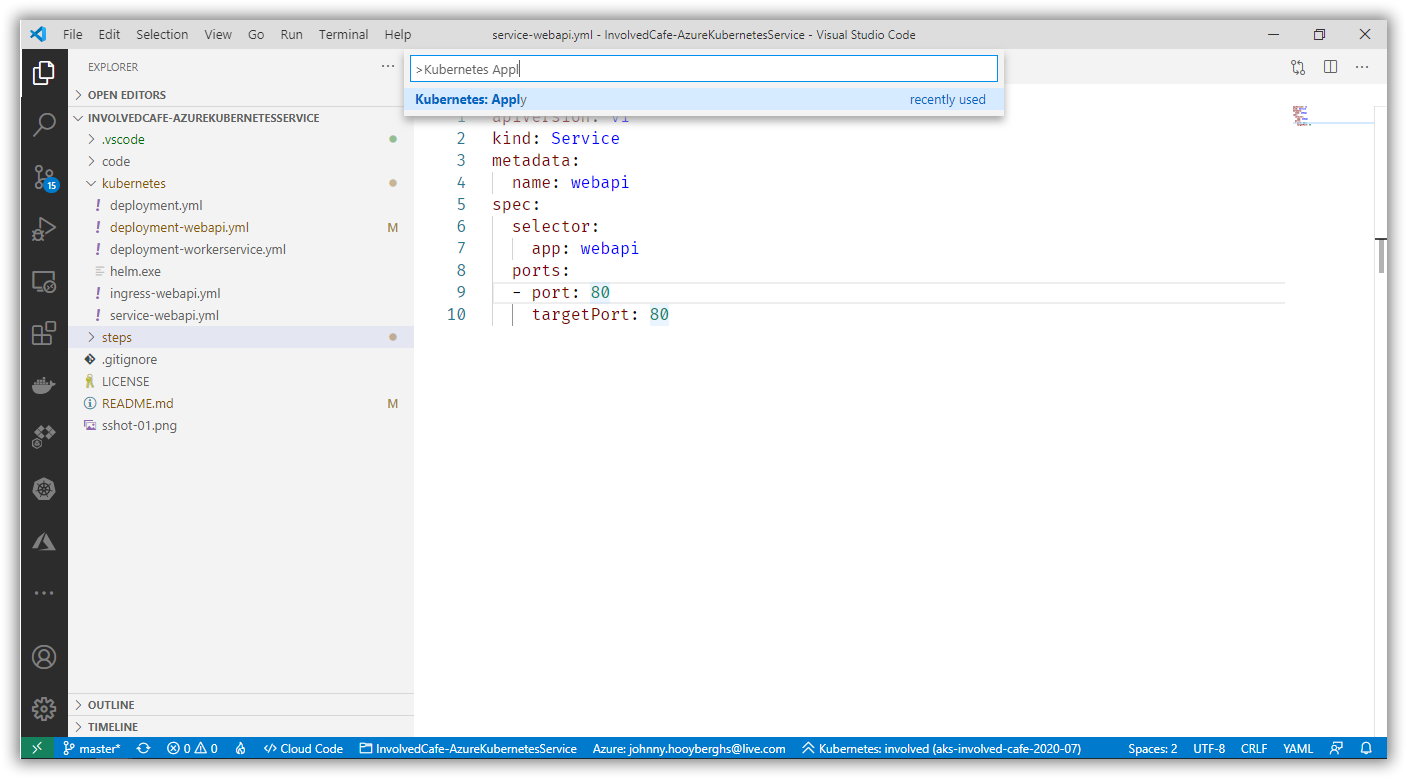 File Edit Selection View Go Run Terminal Help service-webapi.yml - InvolvedCafe-AzureKubernetesService - Visual Studio Code
>Kubernetes Appl
Kubernetes: Apply recently used
EXPLORER
OPEN EDITORS
INVOLVEDCAFE-AZUREKUBERNETESSERVICE
.vscode
code
kubernetes
! deployment.yml
! deployment-webapi.yml M
! deployment-workerservice.yml
helm.exe
! ingress-webapi.yml
! service-webapi.yml
steps
.gitignore
LICENSE
README.md M
sshot-01.png
OUTLINE
TIMELINE
15
1 apiVersion: v1
2 kind: Service
3 metadata:
4 name: webapi
5 spec:
6 selector:
7 app: webapi
8 ports:
9 - port: 80
10 targetPort: 80
master* 0 0 Cloud Code InvolvedCafe-AzureKubernetesService Azure: johnny.hooyberghs@live.com Kubernetes: involved (aks-involved-cafe-2020-07) Spaces: 2 UTF-8 CRLF YAML